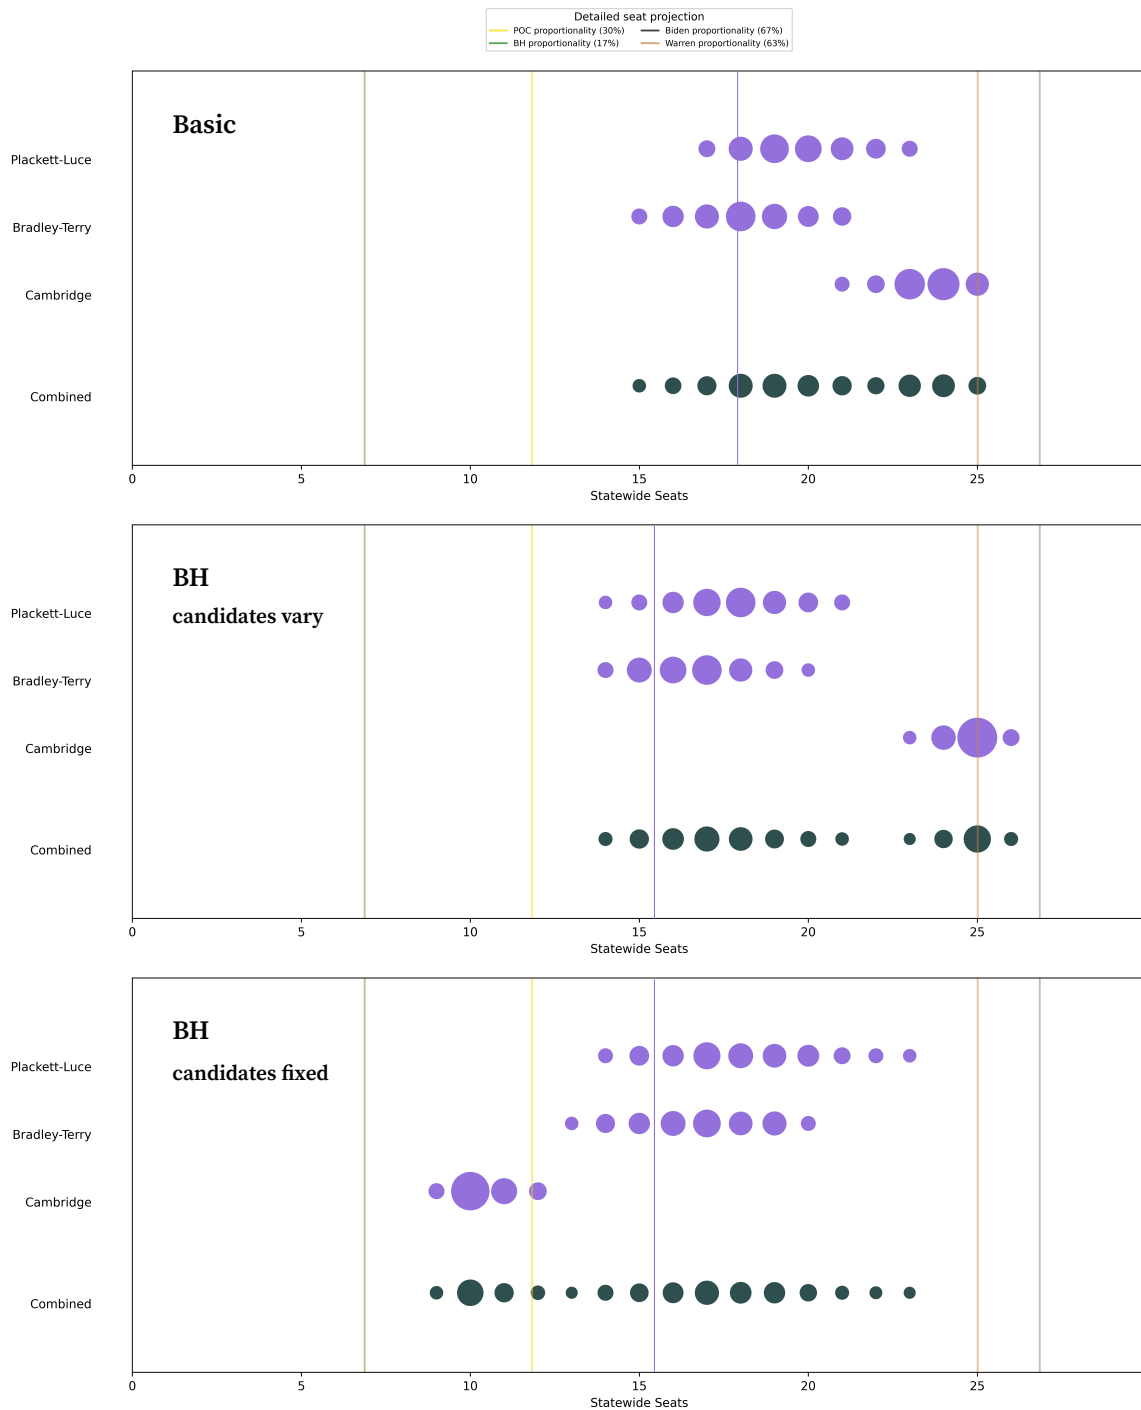 Detailed seat projection
POC proportionality (30%) Biden proportionality (67%)
BH proportionality (17%) Warren proportionality (63%)
Basic
Plackett-Luce
Bradley-Terry
Cambridge
Combined
0 5 10 15 20 25
Statewide Seats
BH
candidates vary
Plackett-Luce
Bradley-Terry
Cambridge
Combined
0 5 10 15 20 25
Statewide Seats
BH
candidates fixed
Plackett-Luce
Bradley-Terry
Cambridge
Combined
0 5 10 15 20 25
Statewide Seats